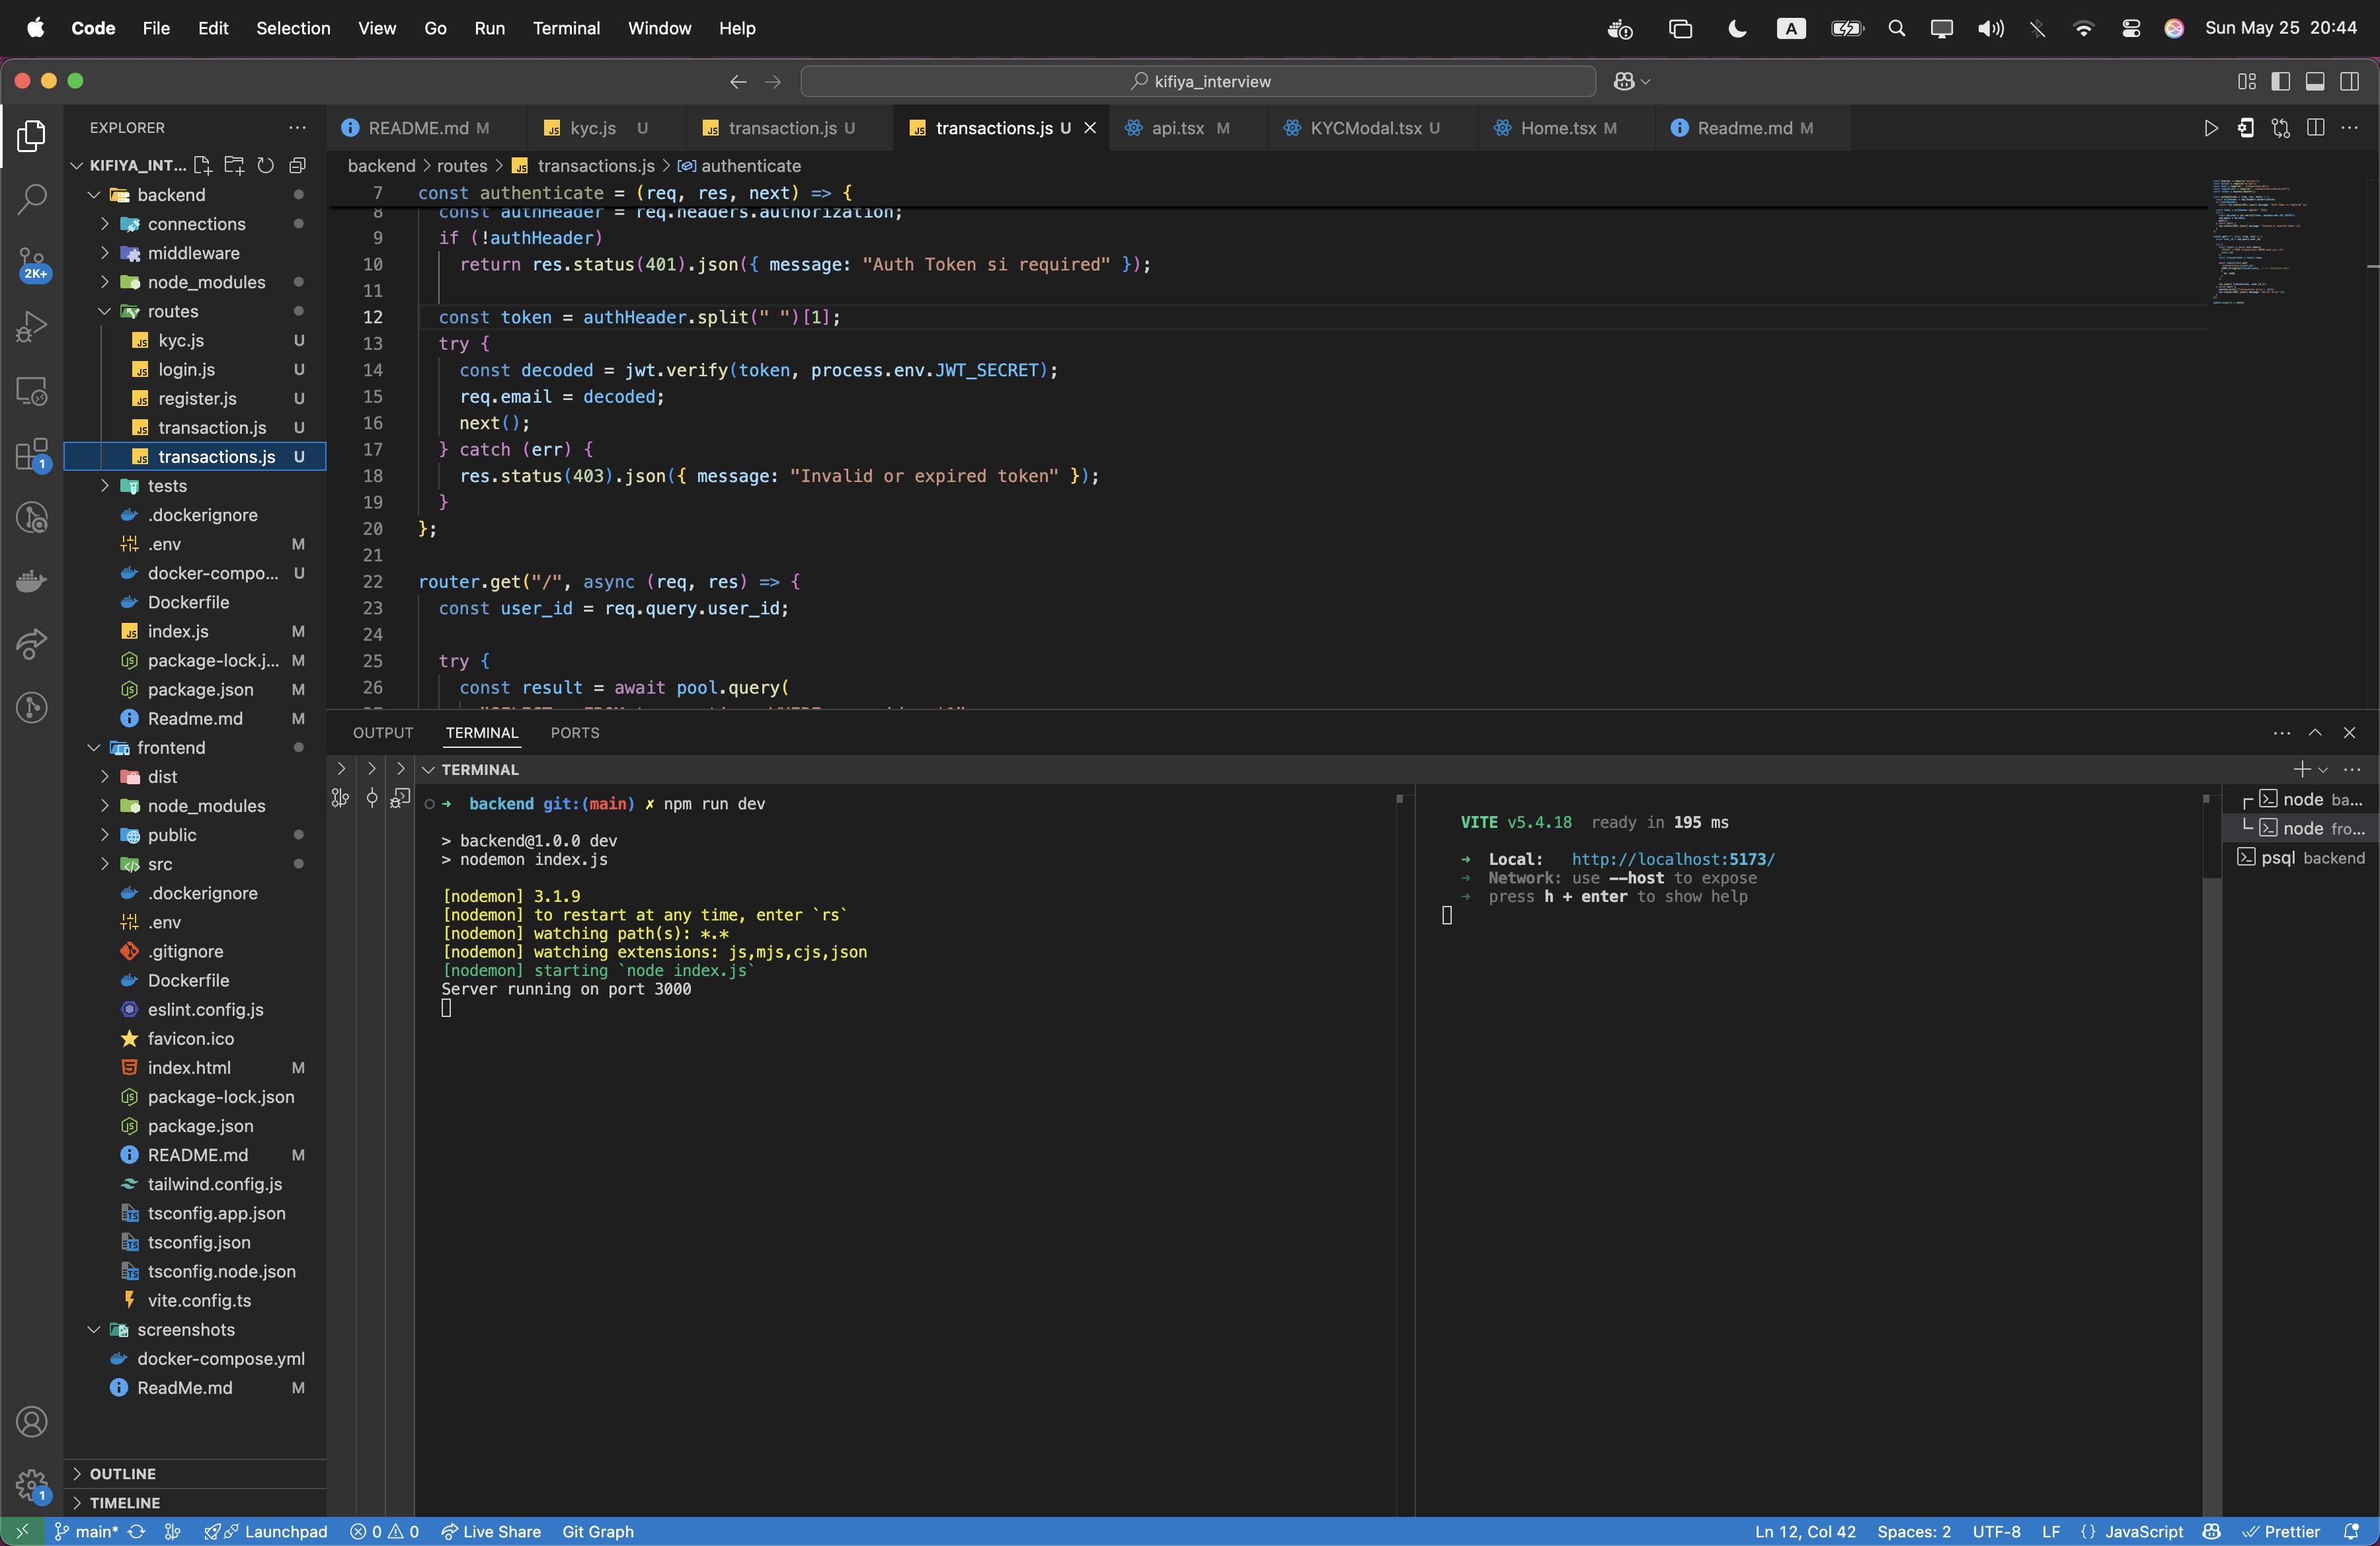 Code File Edit Selection View Go Run Terminal Window Help
A Sun May 25 20:44
kifiya_interview
EXPLORER
KIFIYA_INT...
backend
connections
middleware
node_modules
routes
kyc.js U
login.js U
register.js U
transaction.js U
transactions.js U
tests
.dockerignore
.env M
docker-compo... U
Dockerfile
index.js M
package-lock.j... M
package.json M
Readme.md M
frontend
dist
node_modules
public
src
.dockerignore
.env
.gitignore
Dockerfile
eslint.config.js
favicon.ico
index.html M
package-lock.json
package.json
README.md M
tailwind.config.js
tsconfig.app.json
tsconfig.json
tsconfig.node.json
vite.config.ts
screenshots
docker-compose.yml
ReadMe.md M
OUTLINE
TIMELINE
2K+
1
1
README.md M kyc.js U transaction.js U transactions.js U api.tsx M KYCModal.tsx U Home.tsx M Readme.md M
backend > routes > transactions.js > authenticate
7 const authenticate = (req, res, next) => {
8 const authHeader = req.headers.authorization;
9 if (!authHeader)
10 return res.status(401).json({ message: "Auth Token si required" });
11
12 const token = authHeader.split(" ")[1];
13 try {
14 const decoded = jwt.verify(token, process.env.JWT_SECRET);
15 req.email = decoded;
16 next();
17 } catch (err) {
18 res.status(403).json({ message: "Invalid or expired token" });
19 }
20 };
21
22 router.get("/", async (req, res) => {
23 const user_id = req.query.user_id;
24
25 try {
26 const result = await pool.query(
OUTPUT TERMINAL PORTS
TERMINAL
backend git:(main) ✗ npm run dev
> backend@1.0.0 dev
> nodemon index.js
[nodemon] 3.1.9
[nodemon] to restart at any time, enter `rs`
[nodemon] watching path(s): *.*
[nodemon] watching extensions: js,mjs,cjs,json
[nodemon] starting `node index.js`
Server running on port 3000
VITE v5.4.18 ready in 195 ms
➜ Local: http://localhost:5173/
➜ Network: use --host to expose
➜ press h + enter to show help
node ba...
node fro...
psql backend
main* Launchpad 0 0 Live Share Git Graph
Ln 12, Col 42 Spaces: 2 UTF-8 LF {} JavaScript Prettier